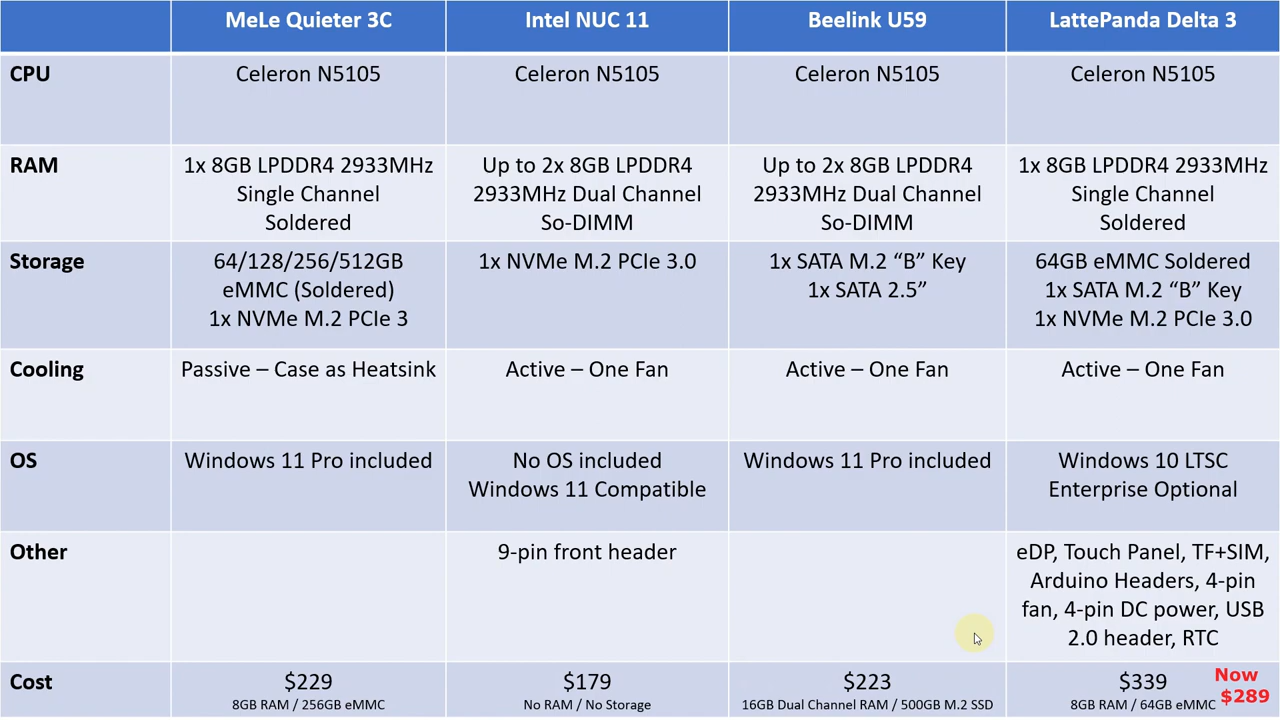 MeLe Quieter 3C
Intel NUC 11
Beelink U59
LattePanda Delta 3
CPU
Celeron N5105
Celeron N5105
Celeron N5105
Celeron N5105
RAM
1x 8GB LPDDR4 2933MHz
Single Channel
Soldered
Up to 2x 8GB LPDDR4
2933MHz Dual Channel
So-DIMM
Up to 2x 8GB LPDDR4
2933MHz Dual Channel
So-DIMM
1x 8GB LPDDR4 2933MHz
Single Channel
Soldered
Storage
64/128/256/512GB
eMMC (Soldered)
1x NVMe M.2 PCIe 3
1x NVMe M.2 PCIe 3.0
1x SATA M.2 “B” Key
1x SATA 2.5”
64GB eMMC Soldered
1x SATA M.2 “B” Key
1x NVMe M.2 PCIe 3.0
Cooling
Passive – Case as Heatsink
Active – One Fan
Active – One Fan
Active – One Fan
OS
Windows 11 Pro included
No OS included
Windows 11 Compatible
Windows 11 Pro included
Windows 10 LTSC
Enterprise Optional
Other
9-pin front header
eDP, Touch Panel, TF+SIM,
Arduino Headers, 4-pin
fan, 4-pin DC power, USB
2.0 header, RTC
Cost
$229
8GB RAM / 256GB eMMC
$179
No RAM / No Storage
$223
16GB Dual Channel RAM / 500GB M.2 SSD
$339
8GB RAM / 64GB eMMC
Now
$289